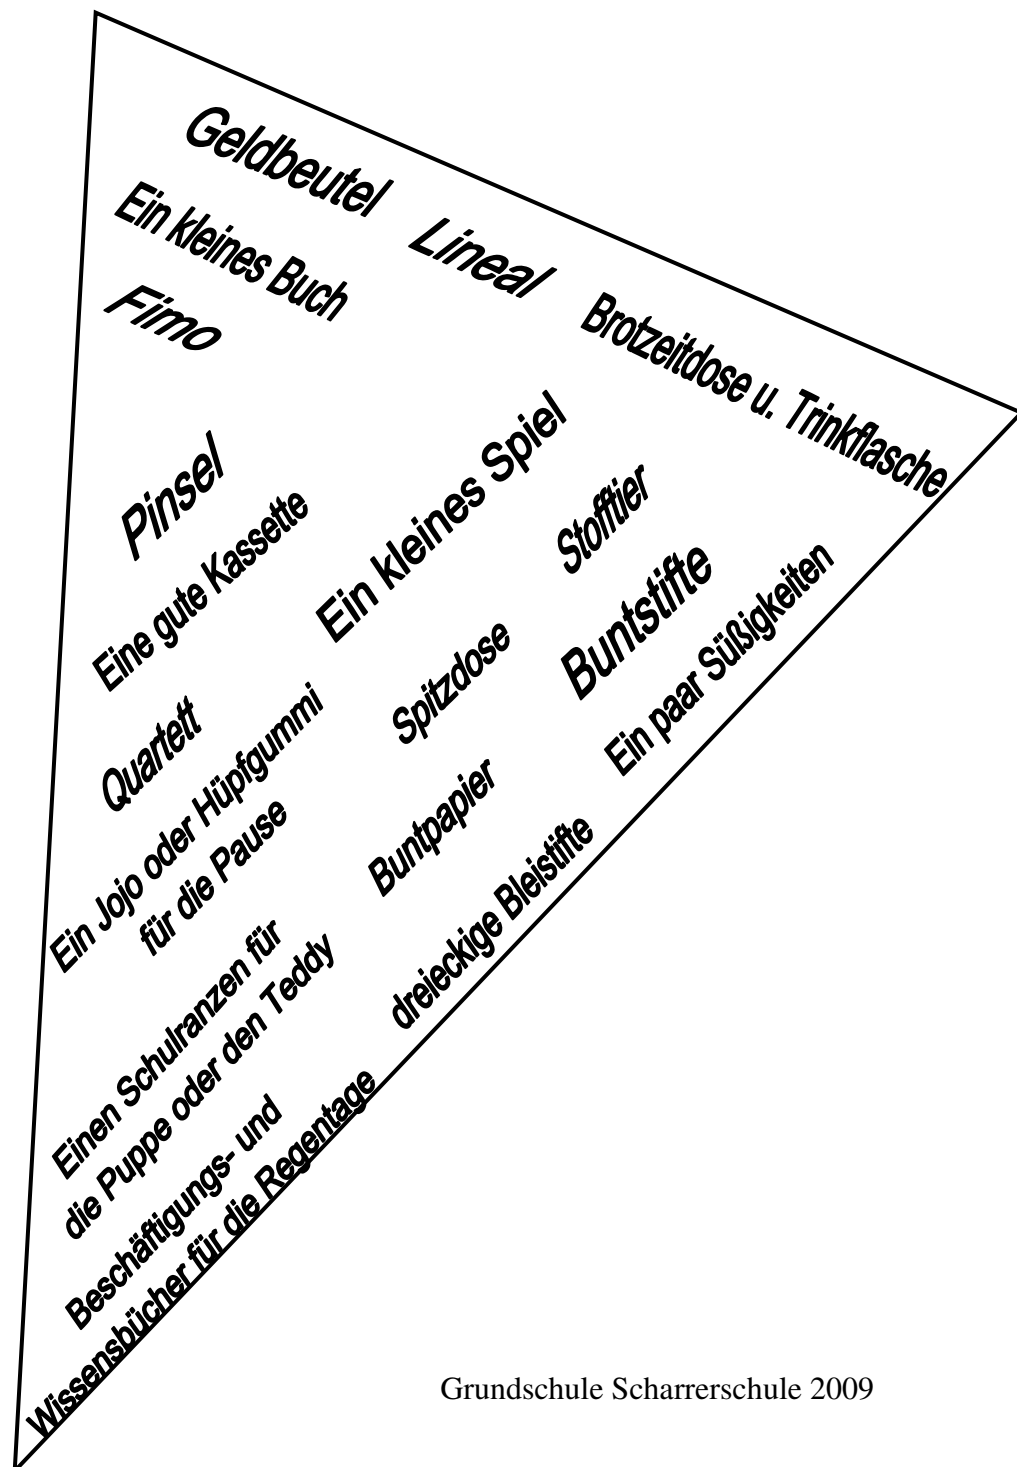 Geldbeutel
Ein kleines Buch
Lineal
Fimo
Brotzeitdose u. Trinkflasche
Pinsel
Ein kleines Spiel
Stofftier
Eine gute Kassette
Buntstifte
Ein paar Süßigkeiten
Spitzdose
Quartett
Ein Jojo oder Hüpfgummi
für die Pause
Buntpapier
dreieckige Bleistifte
Einen Schulranzen für
die Puppe oder den Teddy
Beschäftigungs- und
Wissensbücher für die Regentage
Grundschule Scharrerschule 2009